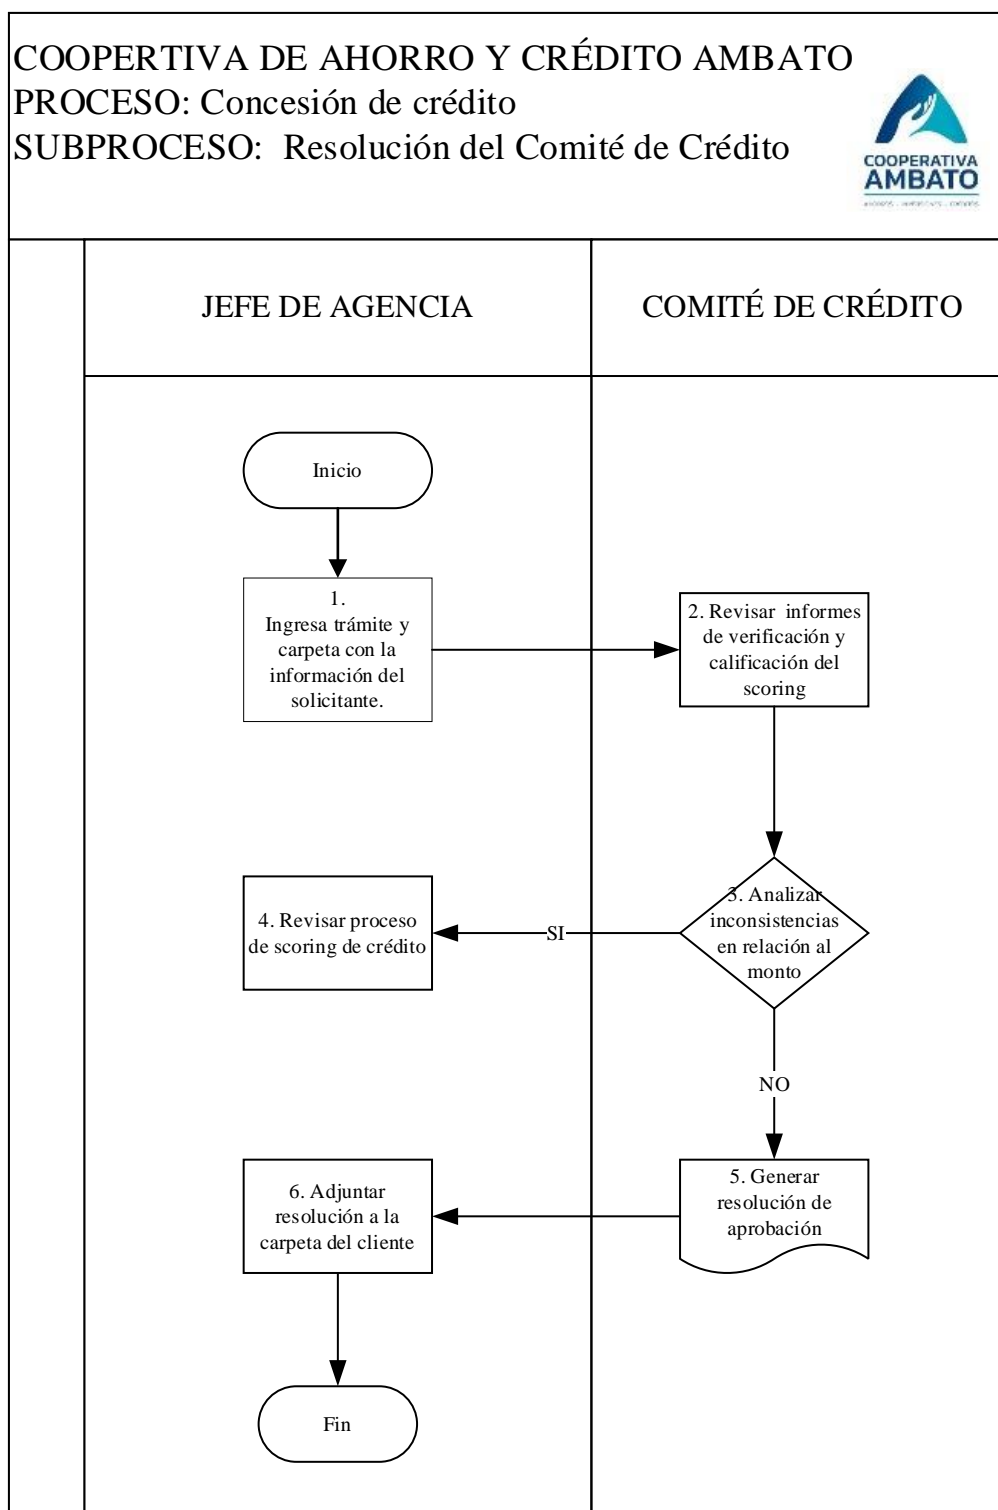 COOPERTIVA DE AHORRO Y CRÉDITO AMBATO
PROCESO: Concesión de crédito
SUBPROCESO: Resolución del Comité de Crédito
COOPERATIVA
AMBATO
JEFE DE AGENCIA
COMITÉ DE CRÉDITO
Inicio
1.
Ingresa trámite y
carpeta con la
información del
solicitante.
2. Revisar informes
de verificación y
calificación del
scoring
3. Analizar
inconsistencias
en relación al
monto
SI
4. Revisar proceso
de scoring de crédito
NO
5. Generar
resolución de
aprobación
6. Adjuntar
resolución a la
carpeta del cliente
Fin